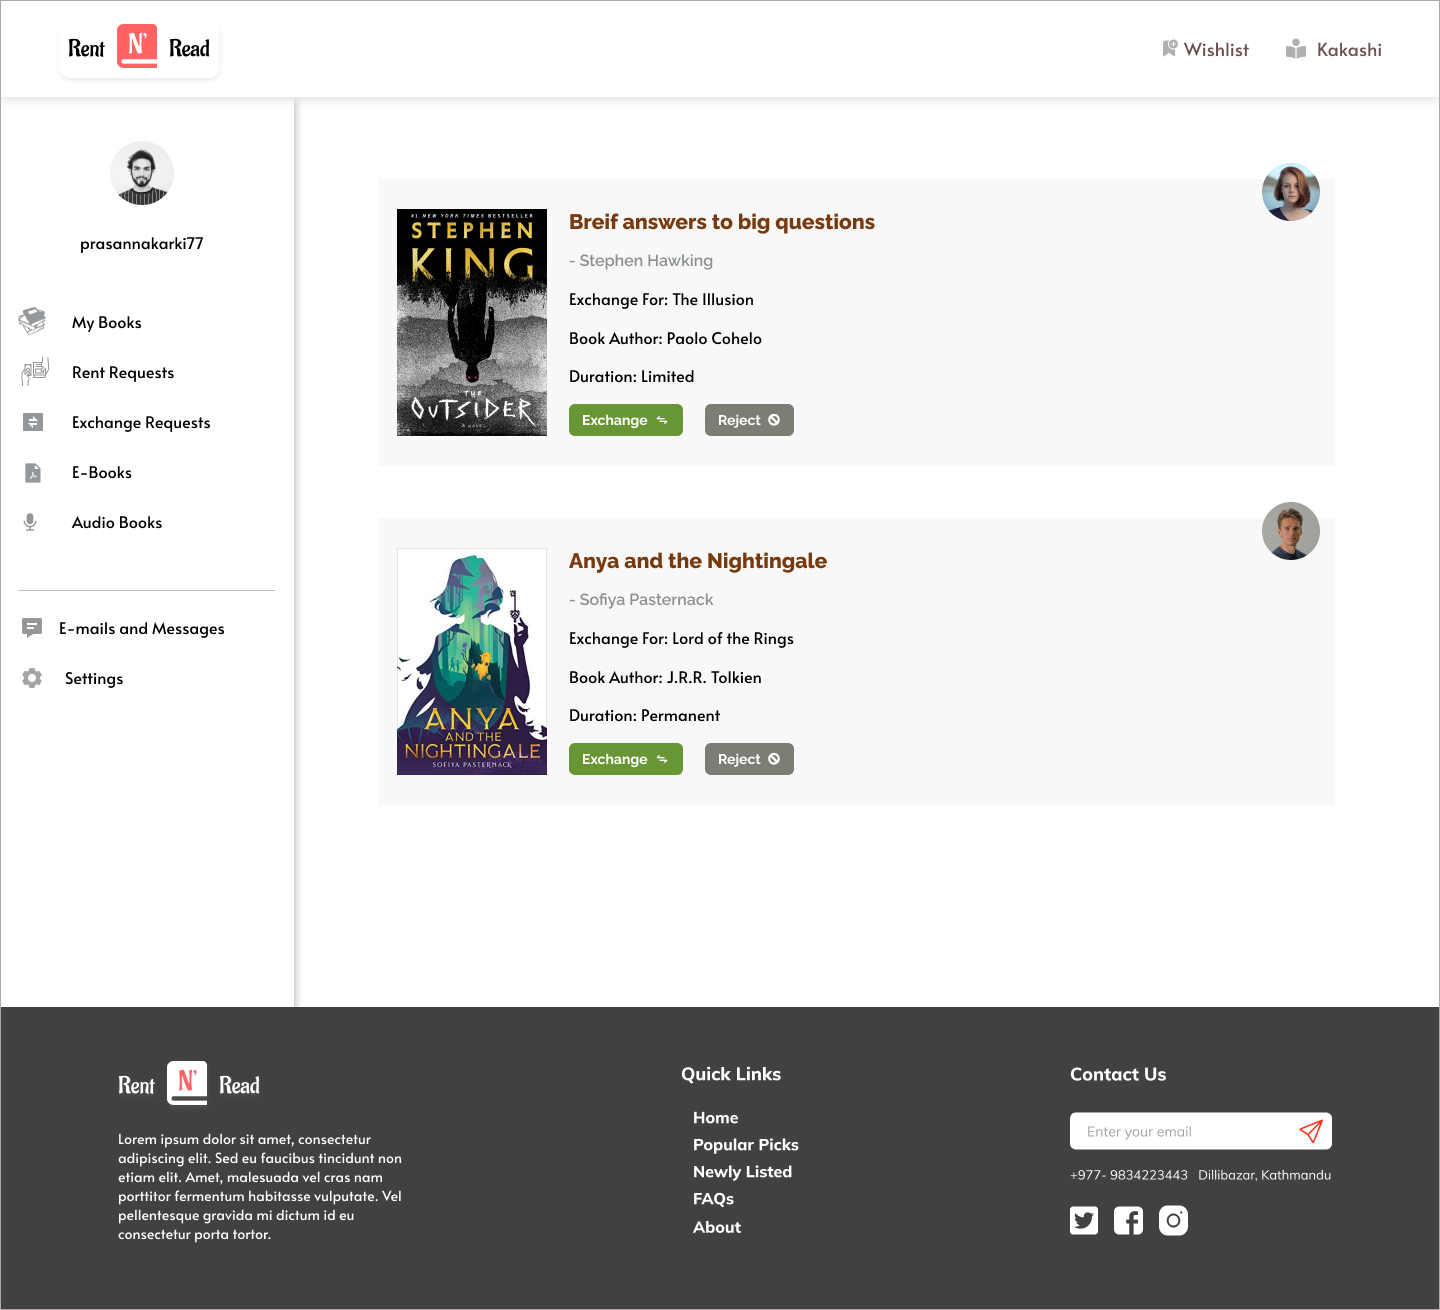 Rent N' Read
Wishlist
Kakashi
prasannakarki77
My Books
Rent Requests
Exchange Requests
E-Books
Audio Books
E-mails and Messages
Settings
#1 NEW YORK TIMES BESTSELLER
STEPHEN
KING
THE
OUTSIDER
A NOVEL
Breif answers to big questions
- Stephen Hawking
Exchange For: The Illusion
Book Author: Paolo Cohelo
Duration: Limited
Exchange
Reject
ANYA
AND THE
NIGHTINGALE
SOFIYA PASTERNACK
Anya and the Nightingale
- Sofiya Pasternack
Exchange For: Lord of the Rings
Book Author: J.R.R. Tolkien
Duration: Permanent
Exchange
Reject
Rent N' Read
Lorem ipsum dolor sit amet, consectetur
adipiscing elit. Sed eu faucibus tincidunt non
etiam elit. Amet, malesuada vel cras nam
porttitor fermentum habitasse vulputate. Vel
pellentesque gravida mi dictum id eu
consectetur porta tortor.
Quick Links
Home
Popular Picks
Newly Listed
FAQs
About
Contact Us
Enter your email
+977- 9834223443 Dillibazar, Kathmandu